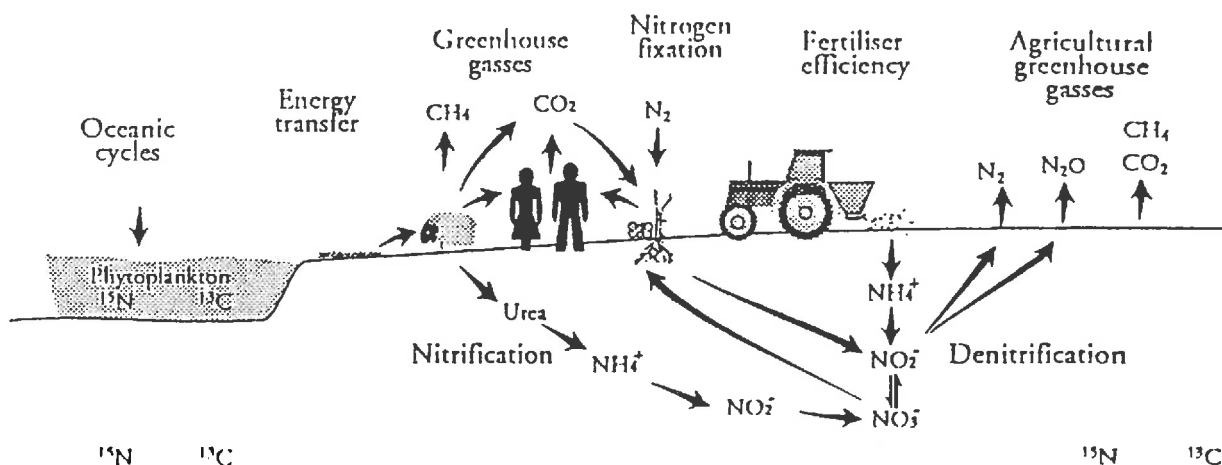 Oceanic
cycles
Energy
transfer
Greenhouse
gasses
Nitrogen
fixation
Fertiliser
efficiency
Agricultural
greenhouse
gasses
CH₄
CO₂
N₂
N₂
N₂O
CH₄
CO₂
Phytoplankton
¹⁵N ¹³C
Urea
NH₄⁺
Nitrification
NH₄⁺
NO₂⁻
Denitrification
NO₂⁻
NO₃⁻
¹⁵N ¹³C
¹⁵N ¹³C